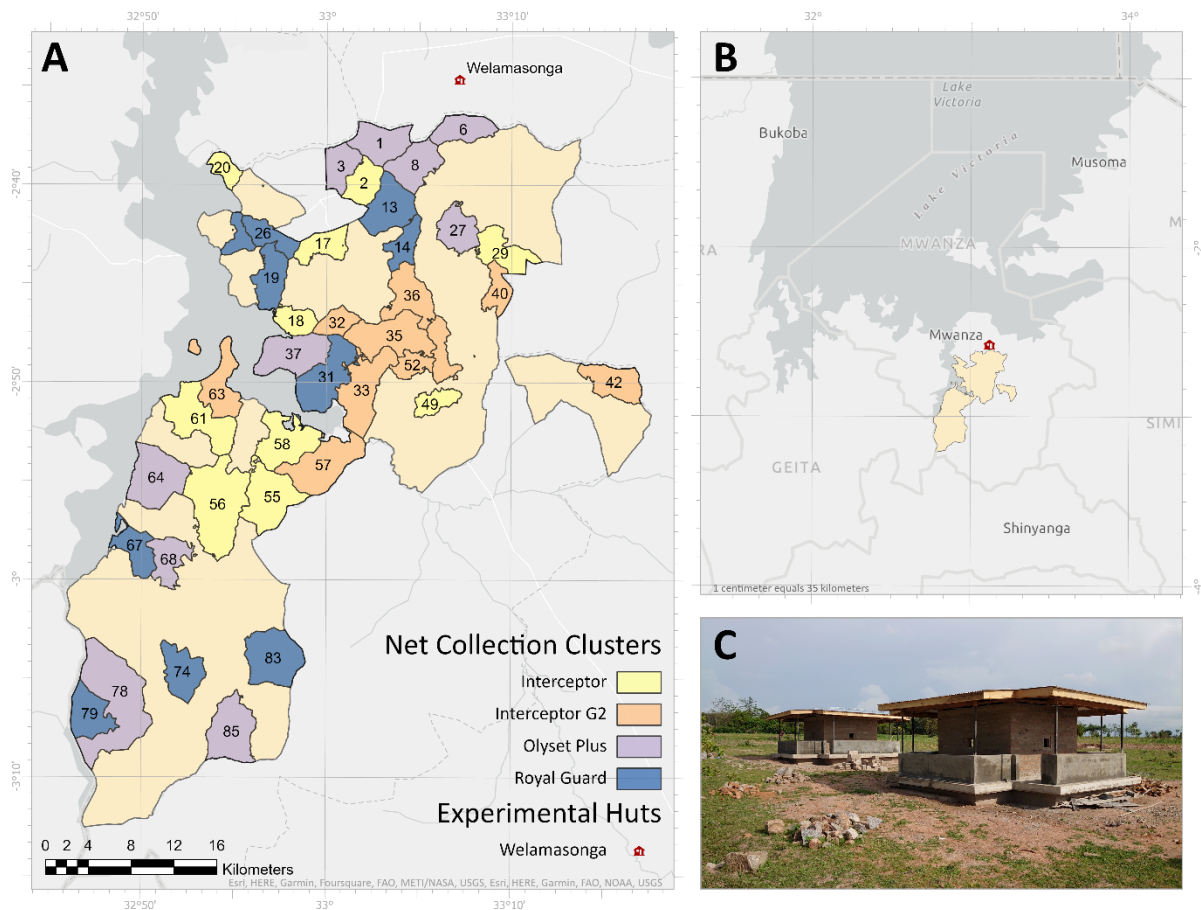 32°50'
33°
33°10'
A
Welamasonga
6
1
3
8
20
2
-2°40'
13
27
26
17
14
29
19
40
36
18
32
35
37
52
31
-2°50'
42
33
63
49
61
58
57
64
56
55
67
68
-3°
83
74
78
79
85
-3°10'
Net Collection Clusters
Interceptor
Interceptor G2
Olyset Plus
Royal Guard
Experimental Huts
Welamasonga
0 2 4 8 12 16
Kilometers
Esri, HERE, Garmin, Foursquare, FAO, METI/NASA, USGS, Esri, HERE, Garmin, FAO, NOAA, USGS
32°50'
33°
33°10'
32°
34°
B
Lake
Victoria
Bukoba
Lake Victoria
Musoma
RA
MWANZA
M
-2°
Mwanza
SIMI
GEITA
Shinyanga
1 centimeter equals 35 kilometers
-4°
C